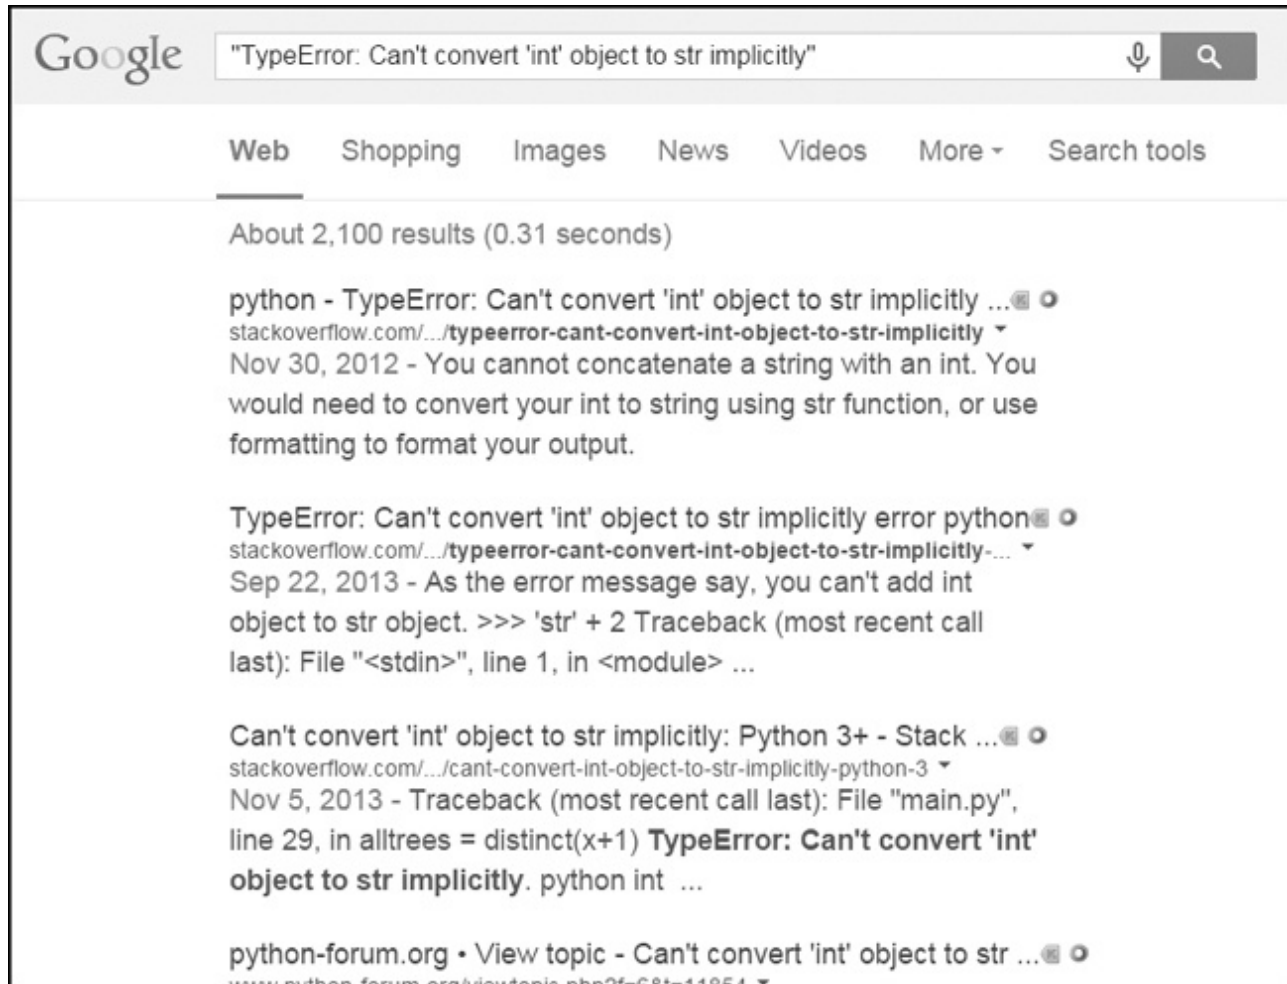 Google
"TypeError: Can't convert 'int' object to str implicitly"
Web Shopping Images News Videos More Search tools
About 2,100 results (0.31 seconds)
python - TypeError: Can't convert 'int' object to str implicitly ...
stackoverflow.com/.../typeerror-cant-convert-int-object-to-str-implicitly
Nov 30, 2012 - You cannot concatenate a string with an int. You
would need to convert your int to string using str function, or use
formatting to format your output.
TypeError: Can't convert 'int' object to str implicitly error python
stackoverflow.com/.../typeerror-cant-convert-int-object-to-str-implicitly-...
Sep 22, 2013 - As the error message say, you can't add int
object to str object. >>> 'str' + 2 Traceback (most recent call
last): File "<stdin>", line 1, in <module> ...
Can't convert 'int' object to str implicitly: Python 3+ - Stack ...
stackoverflow.com/.../cant-convert-int-object-to-str-implicitly-python-3
Nov 5, 2013 - Traceback (most recent call last): File "main.py",
line 29, in alltrees = distinct(x+1) TypeError: Can't convert 'int'
object to str implicitly. python int ...
python-forum.org • View topic - Can't convert 'int' object to str ...
www.python-forum.org/viewtopic.php?f=6&t=11854